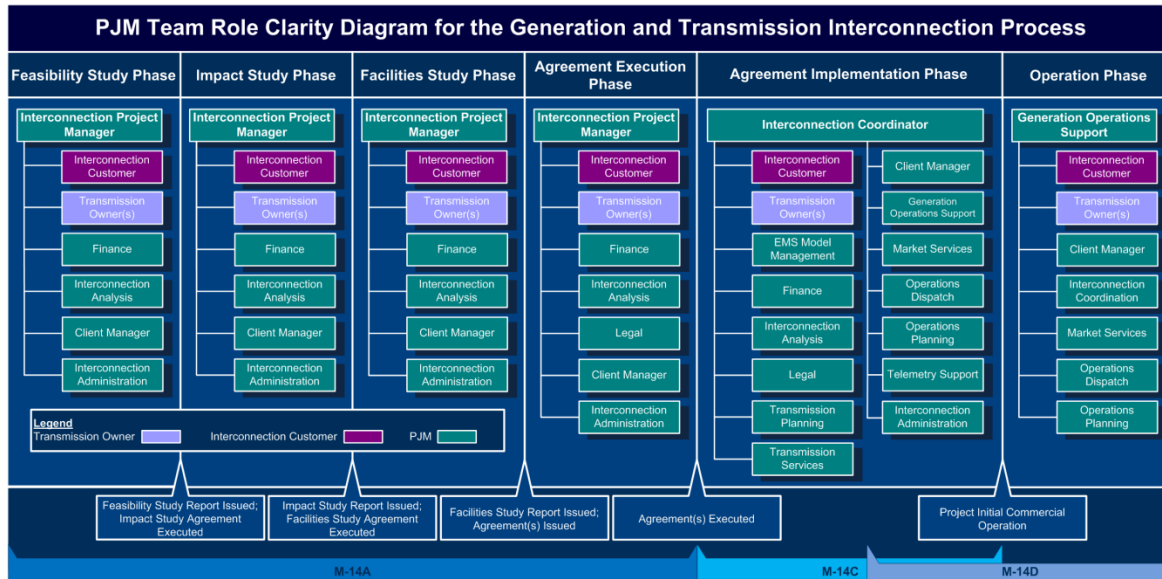 PJM Team Role Clarity Diagram for the Generation and Transmission Interconnection Process
Feasibility Study Phase
Impact Study Phase
Facilities Study Phase
Agreement Execution
Phase
Agreement Implementation Phase
Operation Phase
Interconnection Project
Manager
Interconnection
Customer
Transmission
Owner(s)
Finance
Interconnection
Analysis
Client Manager
Interconnection
Administration
Interconnection Project
Manager
Interconnection
Customer
Transmission
Owner(s)
Finance
Interconnection
Analysis
Client Manager
Interconnection
Administration
Interconnection Project
Manager
Interconnection
Customer
Transmission
Owner(s)
Finance
Interconnection
Analysis
Client Manager
Interconnection
Administration
Interconnection Project
Manager
Interconnection
Customer
Transmission
Owner(s)
Finance
Interconnection
Analysis
Legal
Client Manager
Interconnection
Administration
Interconnection Coordinator
Interconnection
Customer
Transmission
Owner(s)
EMS Model
Management
Finance
Interconnection
Analysis
Legal
Transmission
Planning
Transmission
Services
Client Manager
Generation
Operations Support
Market Services
Operations
Dispatch
Operations
Planning
Telemetry Support
Interconnection
Administration
Generation Operations
Support
Interconnection
Customer
Transmission
Owner(s)
Client Manager
Interconnection
Coordination
Market Services
Operations
Dispatch
Operations
Planning
Legend
Transmission Owner
Interconnection Customer
PJM
Feasibility Study Report Issued;
Impact Study Agreement
Executed
Impact Study Report Issued;
Facilities Study Agreement
Executed
Facilities Study Report Issued;
Agreement(s) Issued
Agreement(s) Executed
Project Initial Commercial
Operation
M-14A
M-14C
M-14D